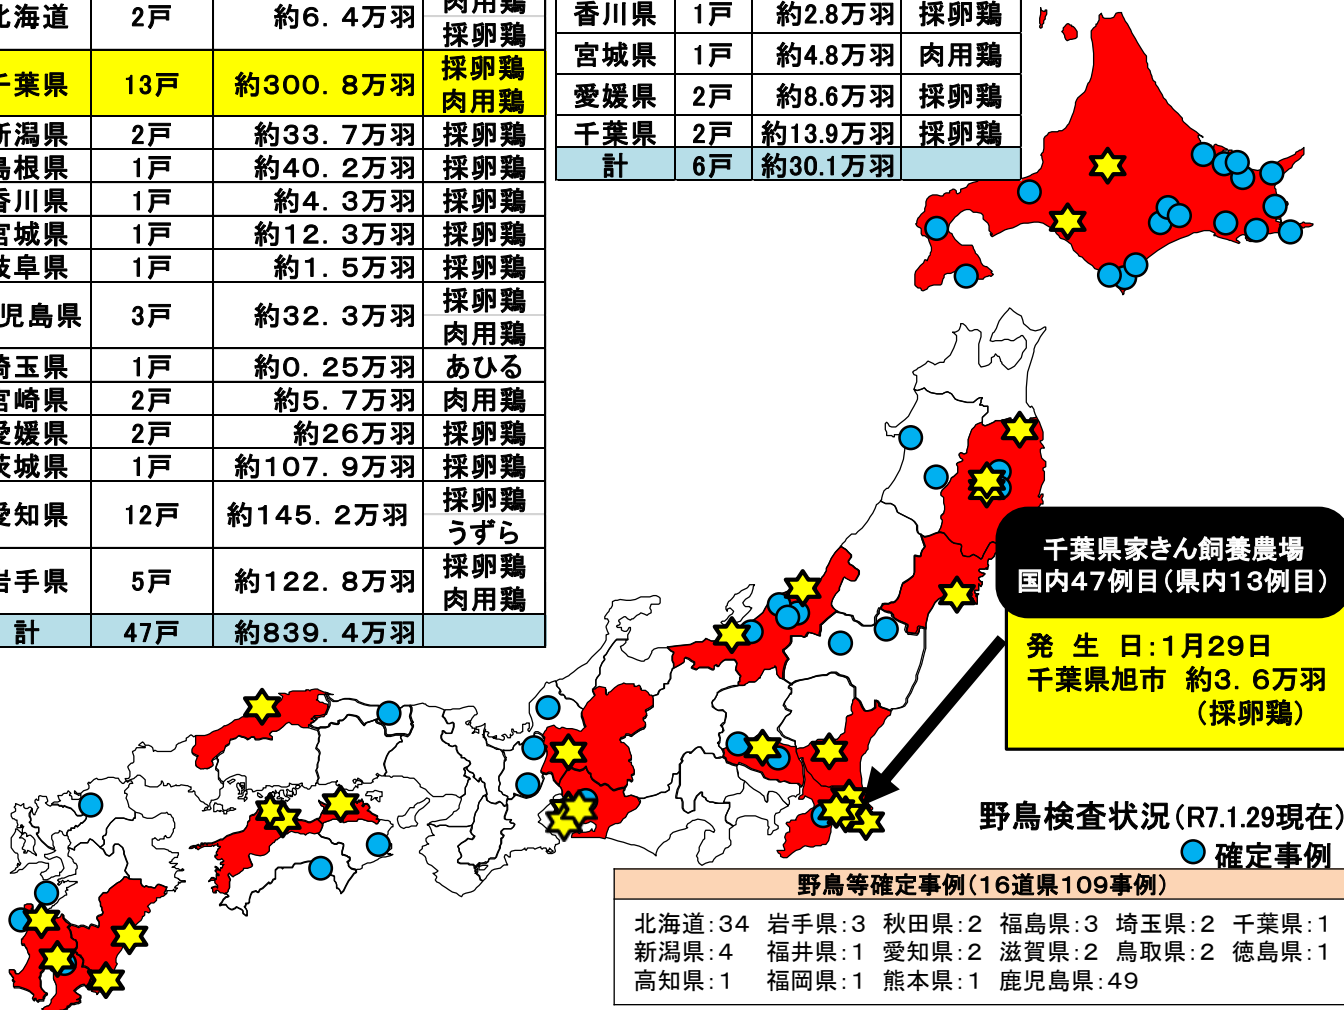 海道 2戸 約6.4万羽 肉用鶏
採卵鶏
千葉県 13戸 約300.8万羽 採卵鶏
肉用鶏
新潟県 2戸 約33.7万羽 採卵鶏
島根県 1戸 約40.2万羽 採卵鶏
香川県 1戸 約4.3万羽 採卵鶏
宮城県 1戸 約12.3万羽 採卵鶏
岐阜県 1戸 約1.5万羽 採卵鶏
児島県 3戸 約32.3万羽 採卵鶏
肉用鶏
埼玉県 1戸 約0.25万羽 あひる
宮崎県 2戸 約5.7万羽 肉用鶏
愛媛県 2戸 約26万羽 採卵鶏
茨城県 1戸 約107.9万羽 採卵鶏
愛知県 12戸 約145.2万羽 採卵鶏
うずら
岩手県 5戸 約122.8万羽 採卵鶏
肉用鶏
計 47戸 約839.4万羽
香川県 1戸 約2.8万羽 採卵鶏
宮城県 1戸 約4.8万羽 肉用鶏
愛媛県 2戸 約8.6万羽 採卵鶏
千葉県 2戸 約13.9万羽 採卵鶏
計 6戸 約30.1万羽
千葉県家きん飼養農場
国内47例目(県内13例目)
発 生 日:1月29日
千葉県旭市 約3.6万羽
(採卵鶏)
野鳥検査状況(R7.1.29現在)
確定事例
野鳥等確定事例(16道県109事例)
北海道:34 岩手県:3 秋田県:2 福島県:3 埼玉県:2 千葉県:1
新潟県:4 福井県:1 愛知県:2 滋賀県:2 鳥取県:2 徳島県:1
高知県:1 福岡県:1 熊本県:1 鹿児島県:49